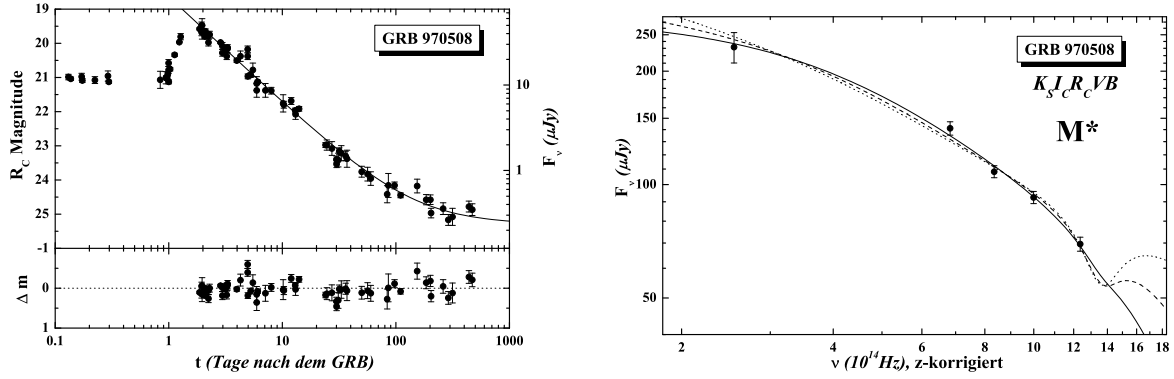 GRB 970508
R_C Magnitude
19
20
21
22
23
24
25
-1
0
1
Δ m
10
1
F_ν (μJy)
0.1 1 10 100 1000
t (Tage nach dem GRB)
GRB 970508
K_S I_C R_C V B
M*
F_ν (μJy)
250
200
150
100
50
2 4 6 8 10 12 14 16 18
ν (10^14 Hz), z-korrigiert